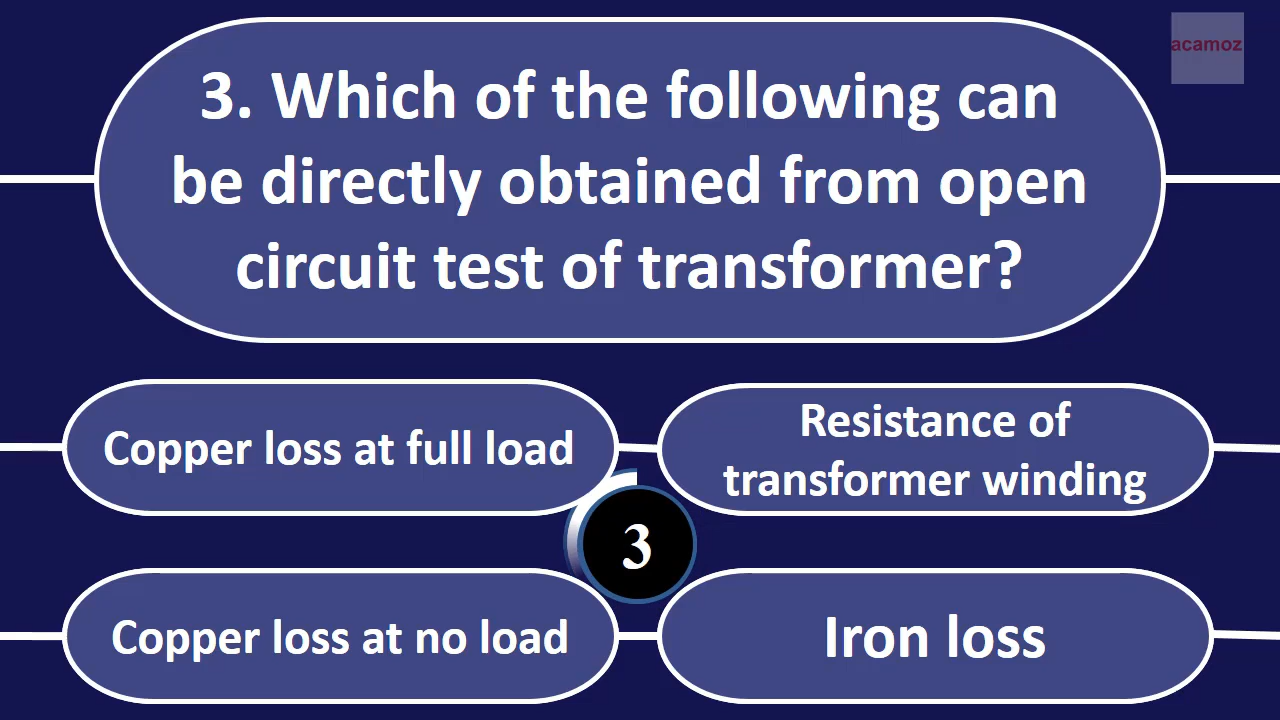 acamoz
3. Which of the following can
be directly obtained from open
circuit test of transformer?
Copper loss at full load
Resistance of
transformer winding
3
Copper loss at no load
Iron loss